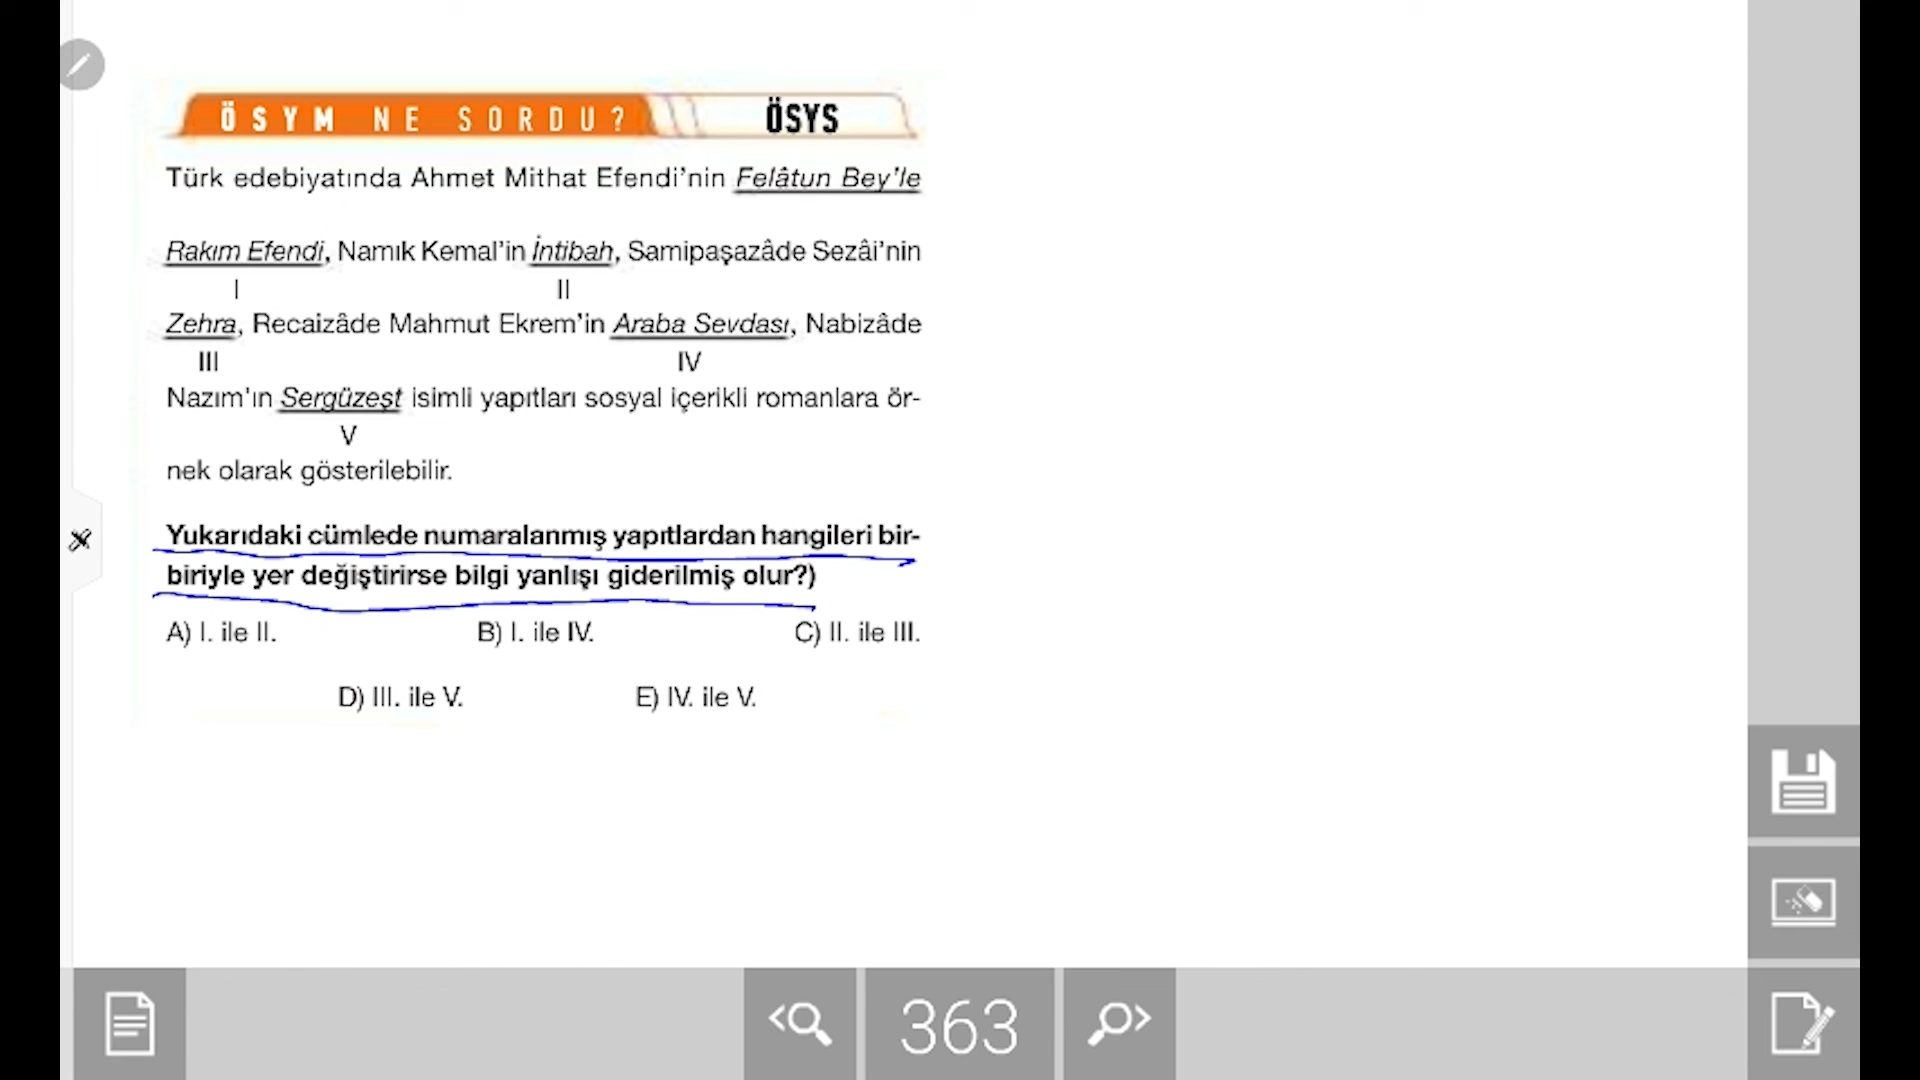 ÖSYM NE SORDU? ÖSYS
Türk edebiyatında Ahmet Mithat Efendi’nin Felâtun Bey’le
Rakım Efendi, Namık Kemal’in İntibah, Samipaşazâde Sezâi’nin
I II
Zehra, Recaizâde Mahmut Ekrem’in Araba Sevdası, Nabizâde
III IV
Nazım’ın Sergüzeşt isimli yapıtları sosyal içerikli romanlara ör-
V
nek olarak gösterilebilir.
Yukarıdaki cümlede numaralanmış yapıtlardan hangileri bir-
biriyle yer değiştirirse bilgi yanlışı giderilmiş olur?)
A) I. ile II. B) I. ile IV. C) II. ile III.
D) III. ile V. E) IV. ile V.
363